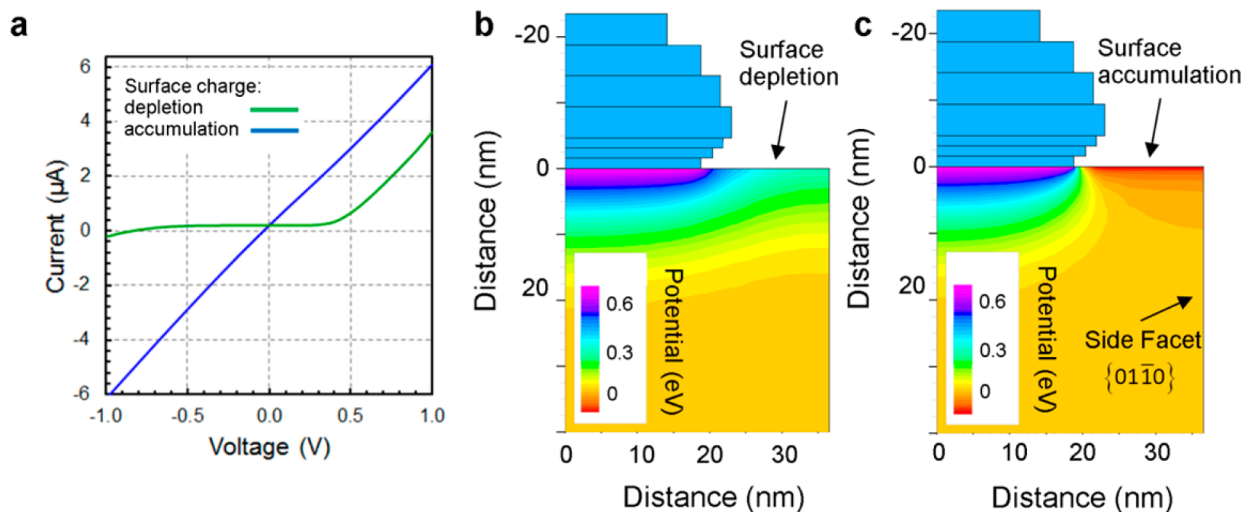 a
6
4
2
0
-2
-4
-6
Current (µA)
Surface charge:
depletion
accumulation
-1.0
-0.5
0.0
0.5
1.0
Voltage (V)
b
-20
0
20
Distance (nm)
Surface
depletion
0.6
0.3
0
Potential (eV)
0
10
20
30
Distance (nm)
c
-20
0
20
Distance (nm)
Surface
accumulation
0.6
0.3
0
Potential (eV)
Side Facet
{011̅0}
0
10
20
30
Distance (nm)